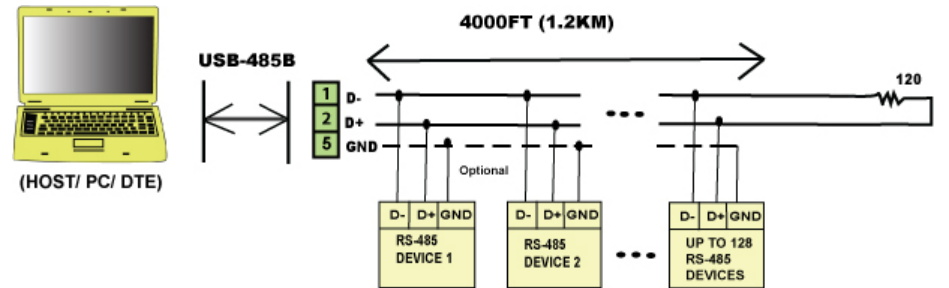 4000FT (1.2KM)
USB-485B
120
1 D-
2 D+
5 GND
Optional
(HOST/ PC/ DTE)
D- D+ GND
RS-485
DEVICE 1
D- D+ GND
RS-485
DEVICE 2
D- D+ GND
UP TO 128
RS-485
DEVICES